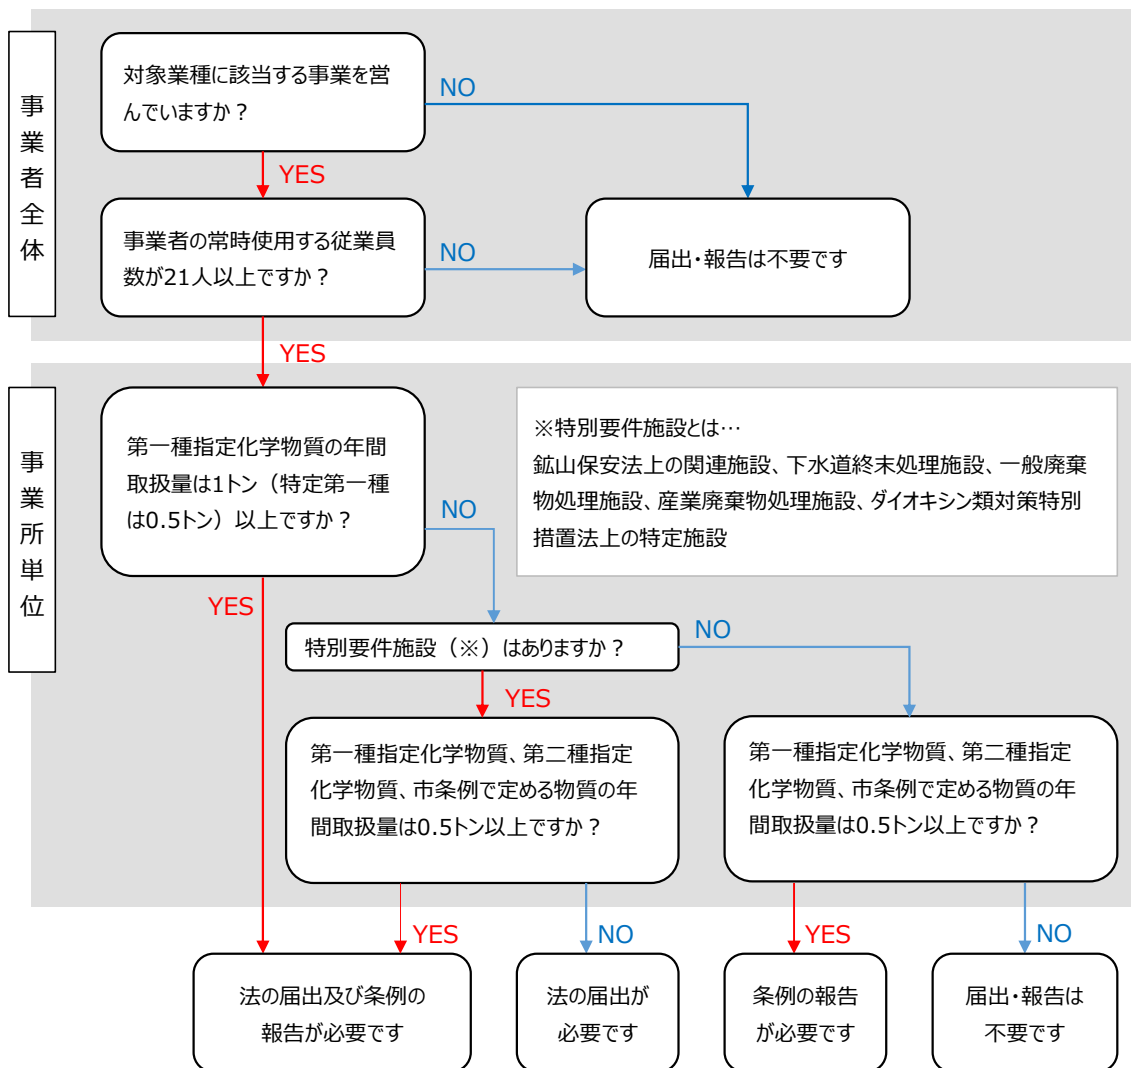 事業者全体
対象業種に該当する事業を営
んでいますか？
NO
YES
事業者の常時使用する従業員
数が21人以上ですか？
NO
届出・報告は不要です
YES
事業所単位
第一種指定化学物質の年間
取扱量は1トン（特定第一種
は0.5トン）以上ですか？
NO
※特別要件施設とは…
鉱山保安法上の関連施設、下水道終末処理施設、一般廃棄
物処理施設、産業廃棄物処理施設、ダイオキシン類対策特別
措置法上の特定施設
YES
特別要件施設（※）はありますか？
NO
YES
第一種指定化学物質、第二種指定
化学物質、市条例で定める物質の年
間取扱量は0.5トン以上ですか？
第一種指定化学物質、第二種指定
化学物質、市条例で定める物質の年
間取扱量は0.5トン以上ですか？
YES
NO
YES
NO
法の届出及び条例の
報告が必要です
法の届出が
必要です
条例の報告
が必要です
届出・報告は
不要です